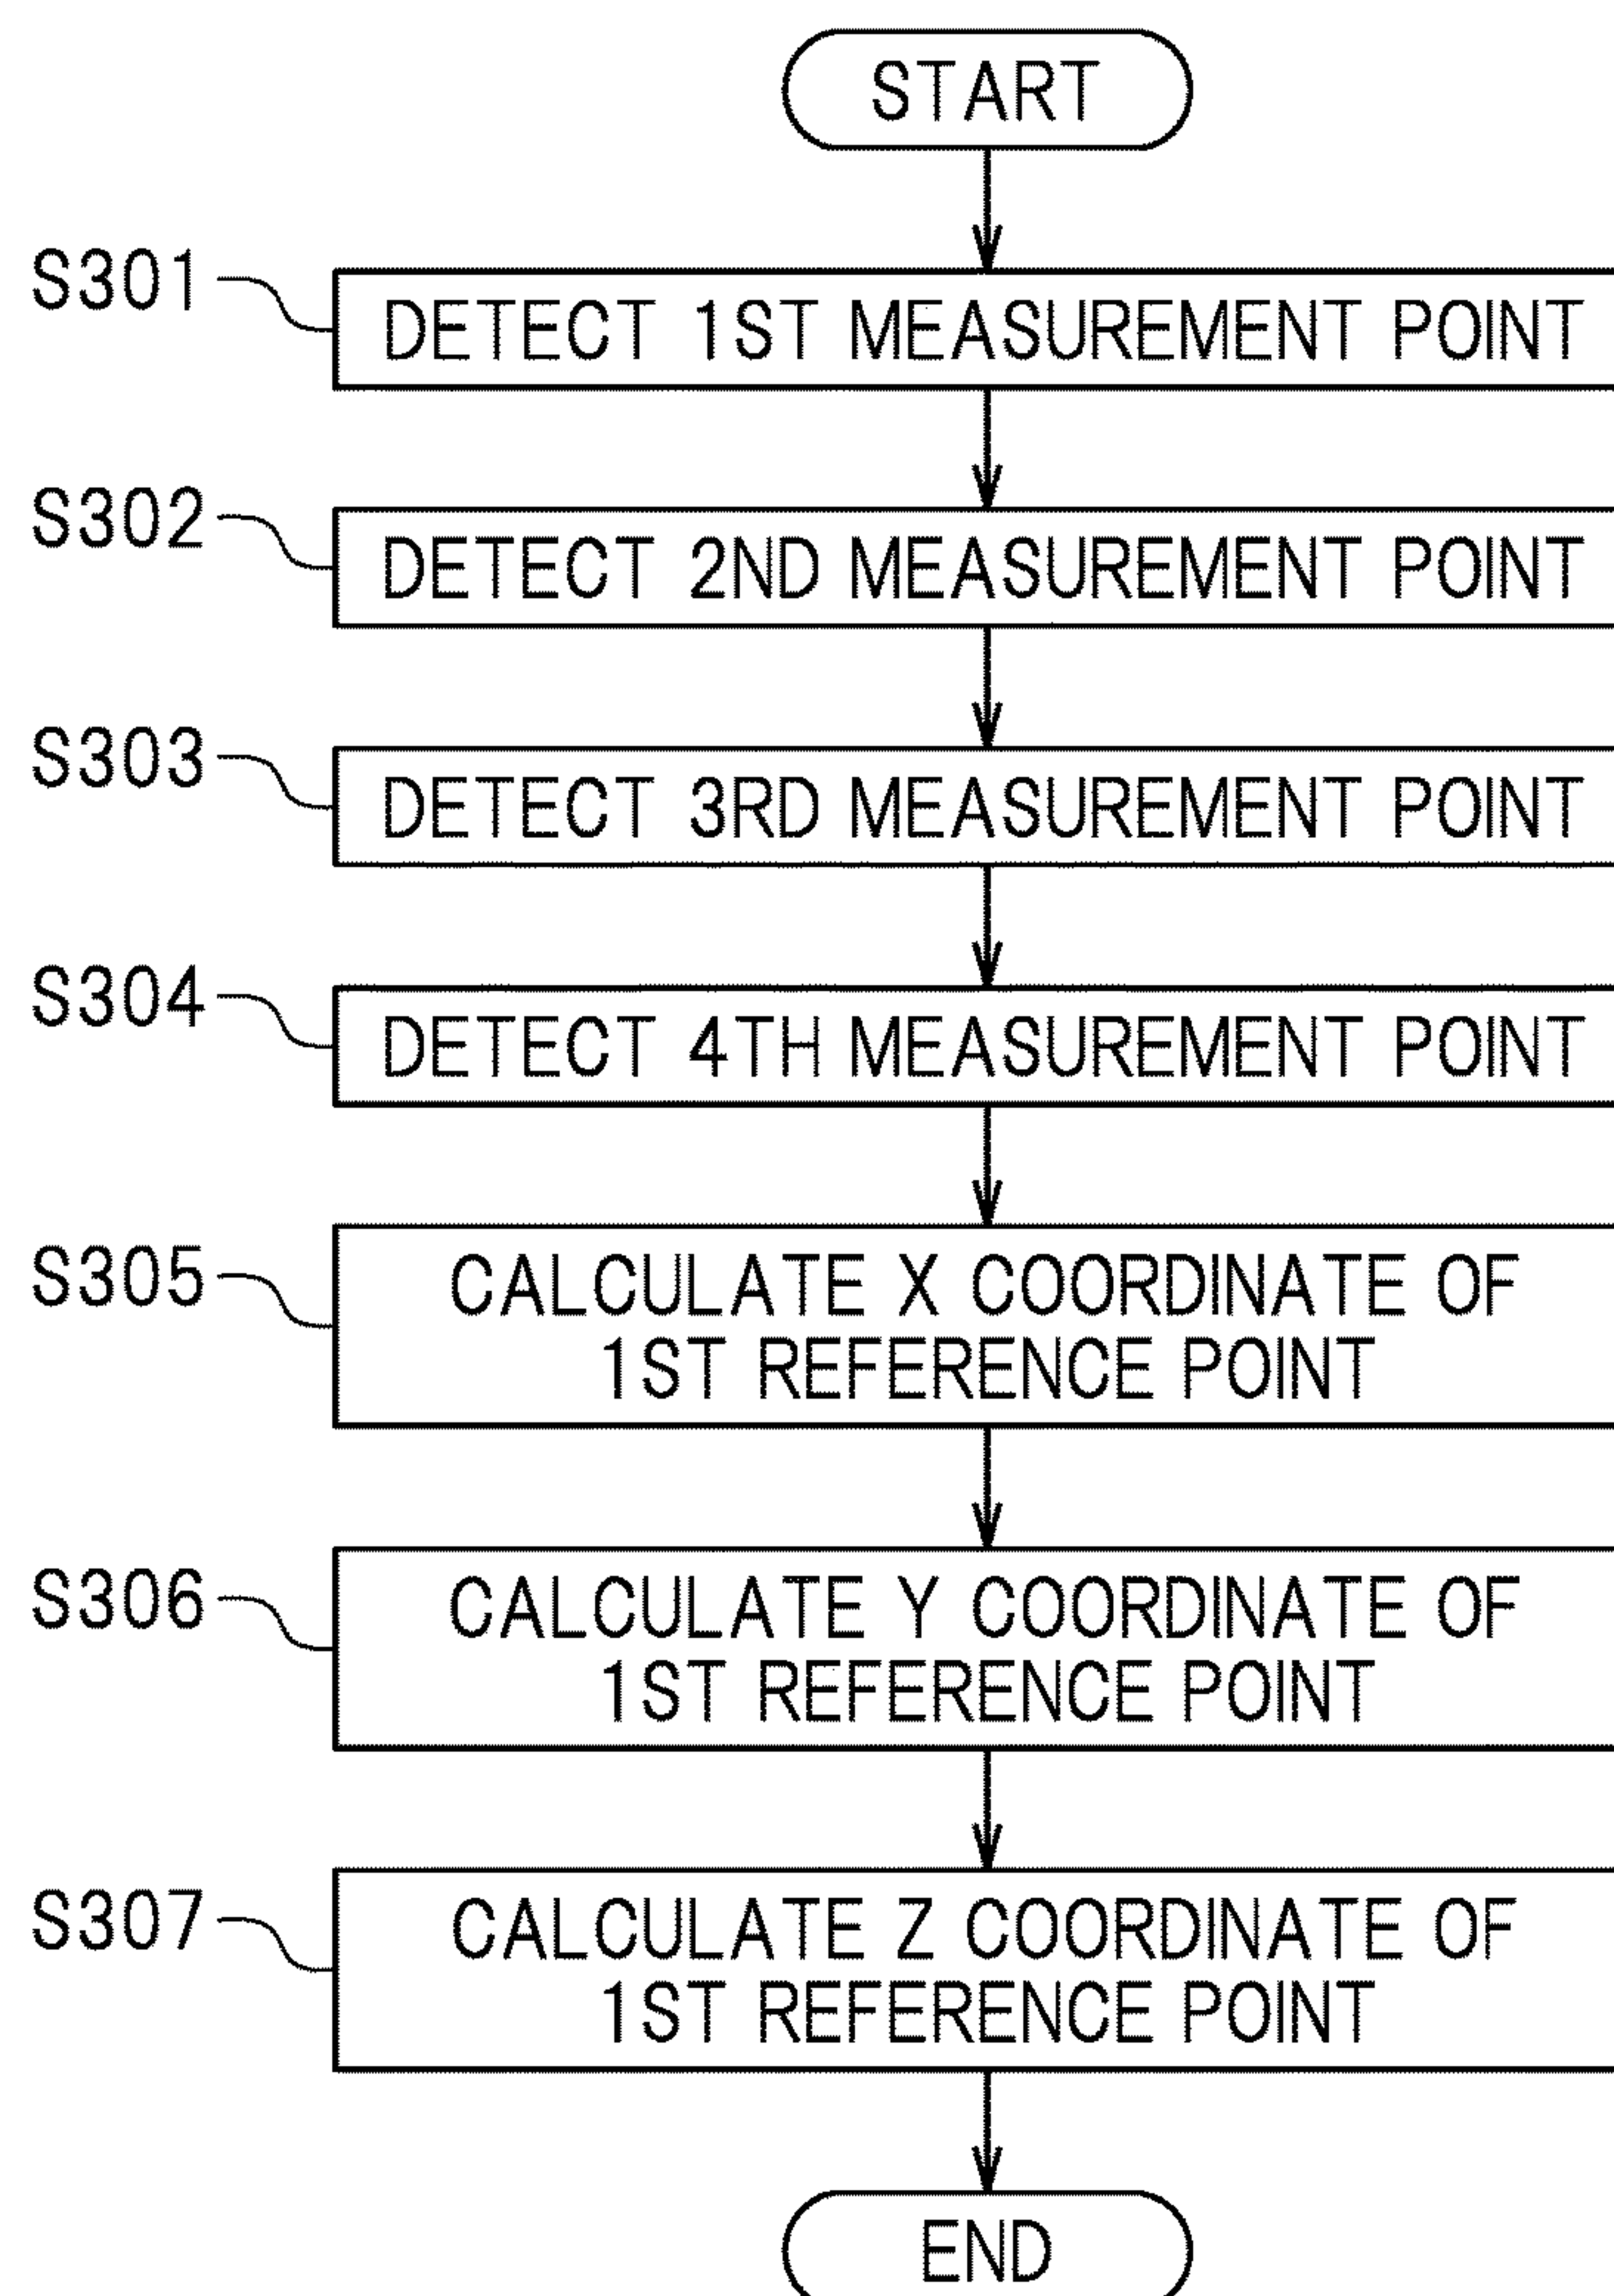 START
S301
DETECT 1ST MEASUREMENT POINT
S302
DETECT 2ND MEASUREMENT POINT
S303
DETECT 3RD MEASUREMENT POINT
S304
DETECT 4TH MEASUREMENT POINT
S305
CALCULATE X COORDINATE OF
1ST REFERENCE POINT
S306
CALCULATE Y COORDINATE OF
1ST REFERENCE POINT
S307
CALCULATE Z COORDINATE OF
1ST REFERENCE POINT
END